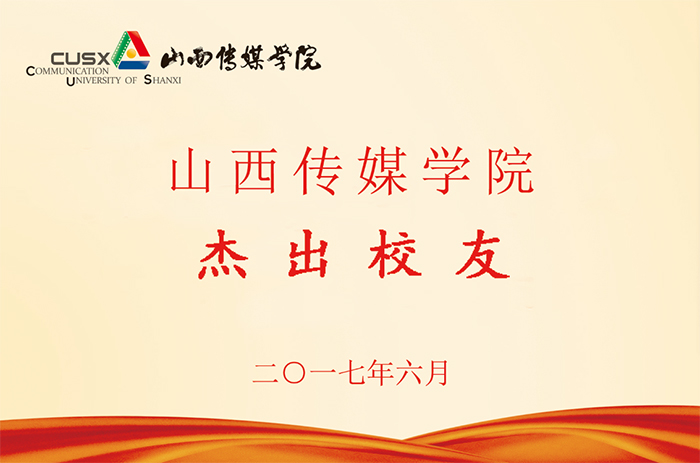 CUSX 山西传媒学院
COMMUNICATION
UNIVERSITY OF SHANXI
山西传媒学院
杰出校友
二〇一七年六月